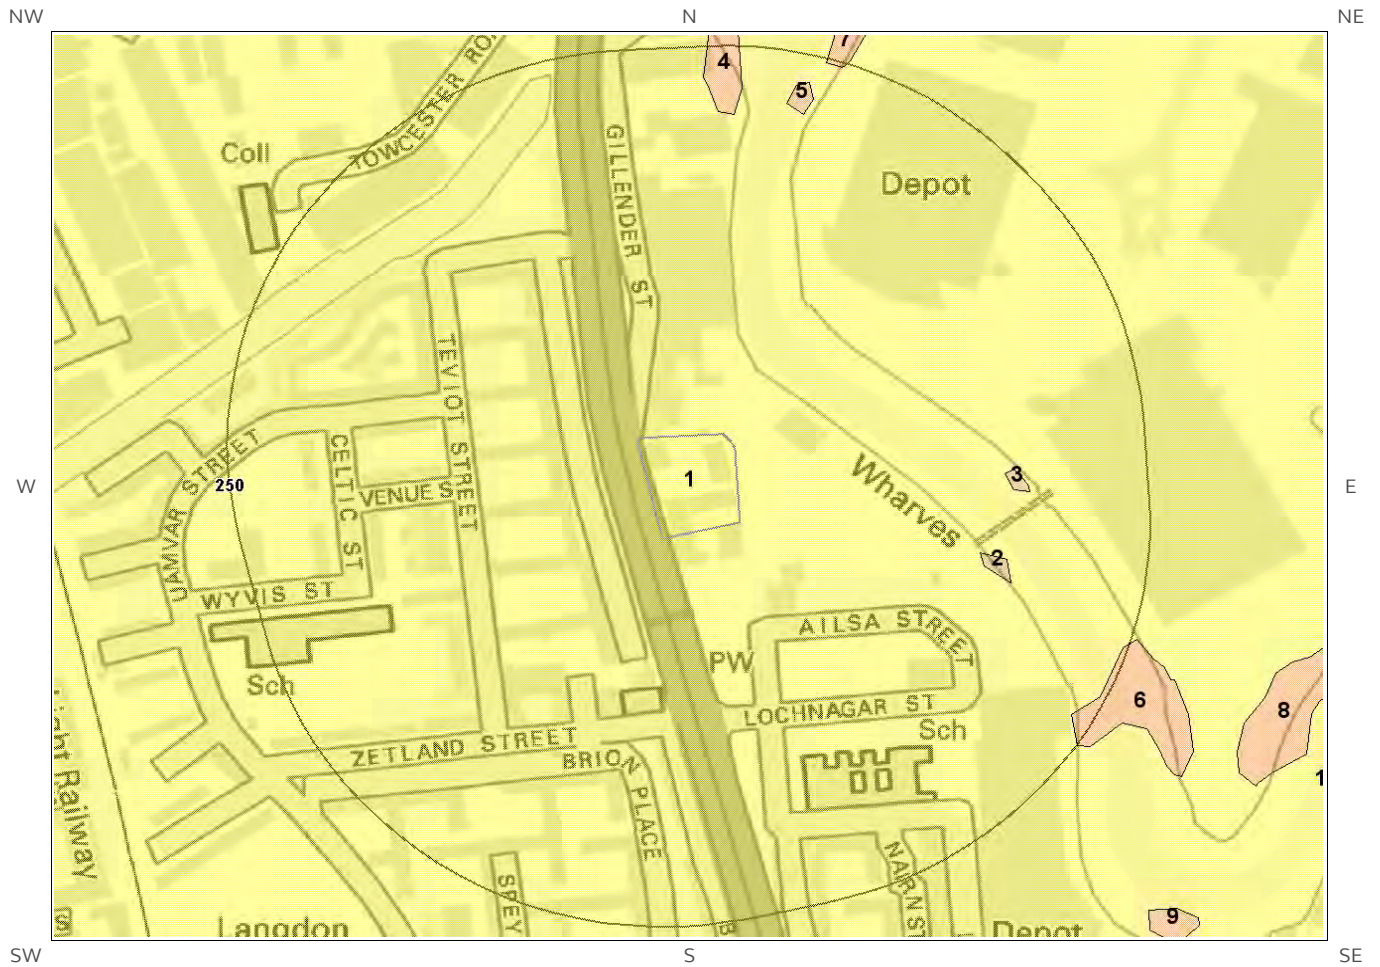 NW
N
NE
TOWCESTER RO
4
7
5
Coll
GILLENDER ST
Depot
TEVIOT STREET
UAMVAR STREET
CELTIC ST
W
250
VENUE S
1
Wharves
3
E
2
WYVIS ST
AILSA STREET
PW
Sch
LOCHNAGAR ST
6
8
Sch
ZETLAND STREET
BRION PLACE
1
ight Railway
NAIRN ST
SPEY
9
Langdon
B
Depot
S
SW
S
SE